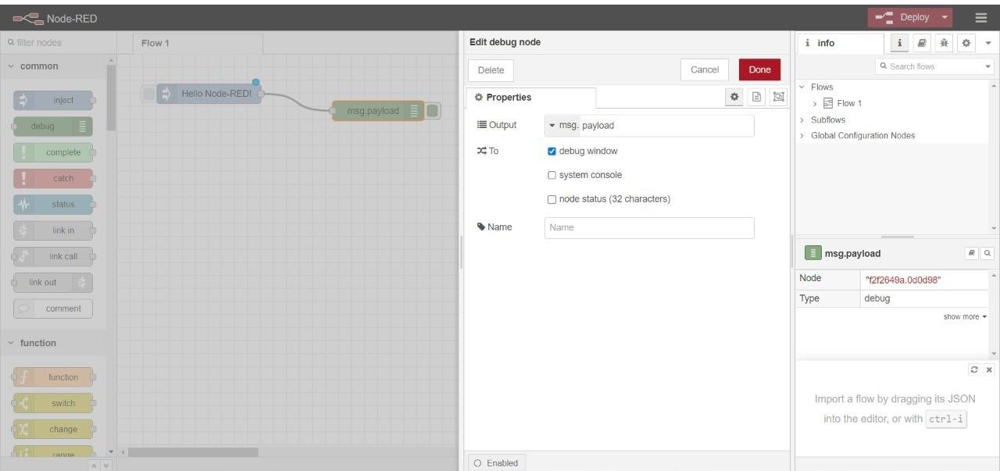 Node-RED
Deploy
filter nodes
common
inject
debug
complete
catch
status
link in
link call
link out
comment
function
function
switch
change
range
Flow 1
Hello Node-RED!
msg.payload
Edit debug node
Delete
Cancel
Done
Properties
Output
msg. payload
To
debug window
system console
node status (32 characters)
Name
Name
Enabled
i info
i
Search flows
Flows
Flow 1
Subflows
Global Configuration Nodes
msg.payload
Node "f2f2649a.0d0d98"
Type debug
show more
Import a flow by dragging its JSON
into the editor, or with ctrl-i